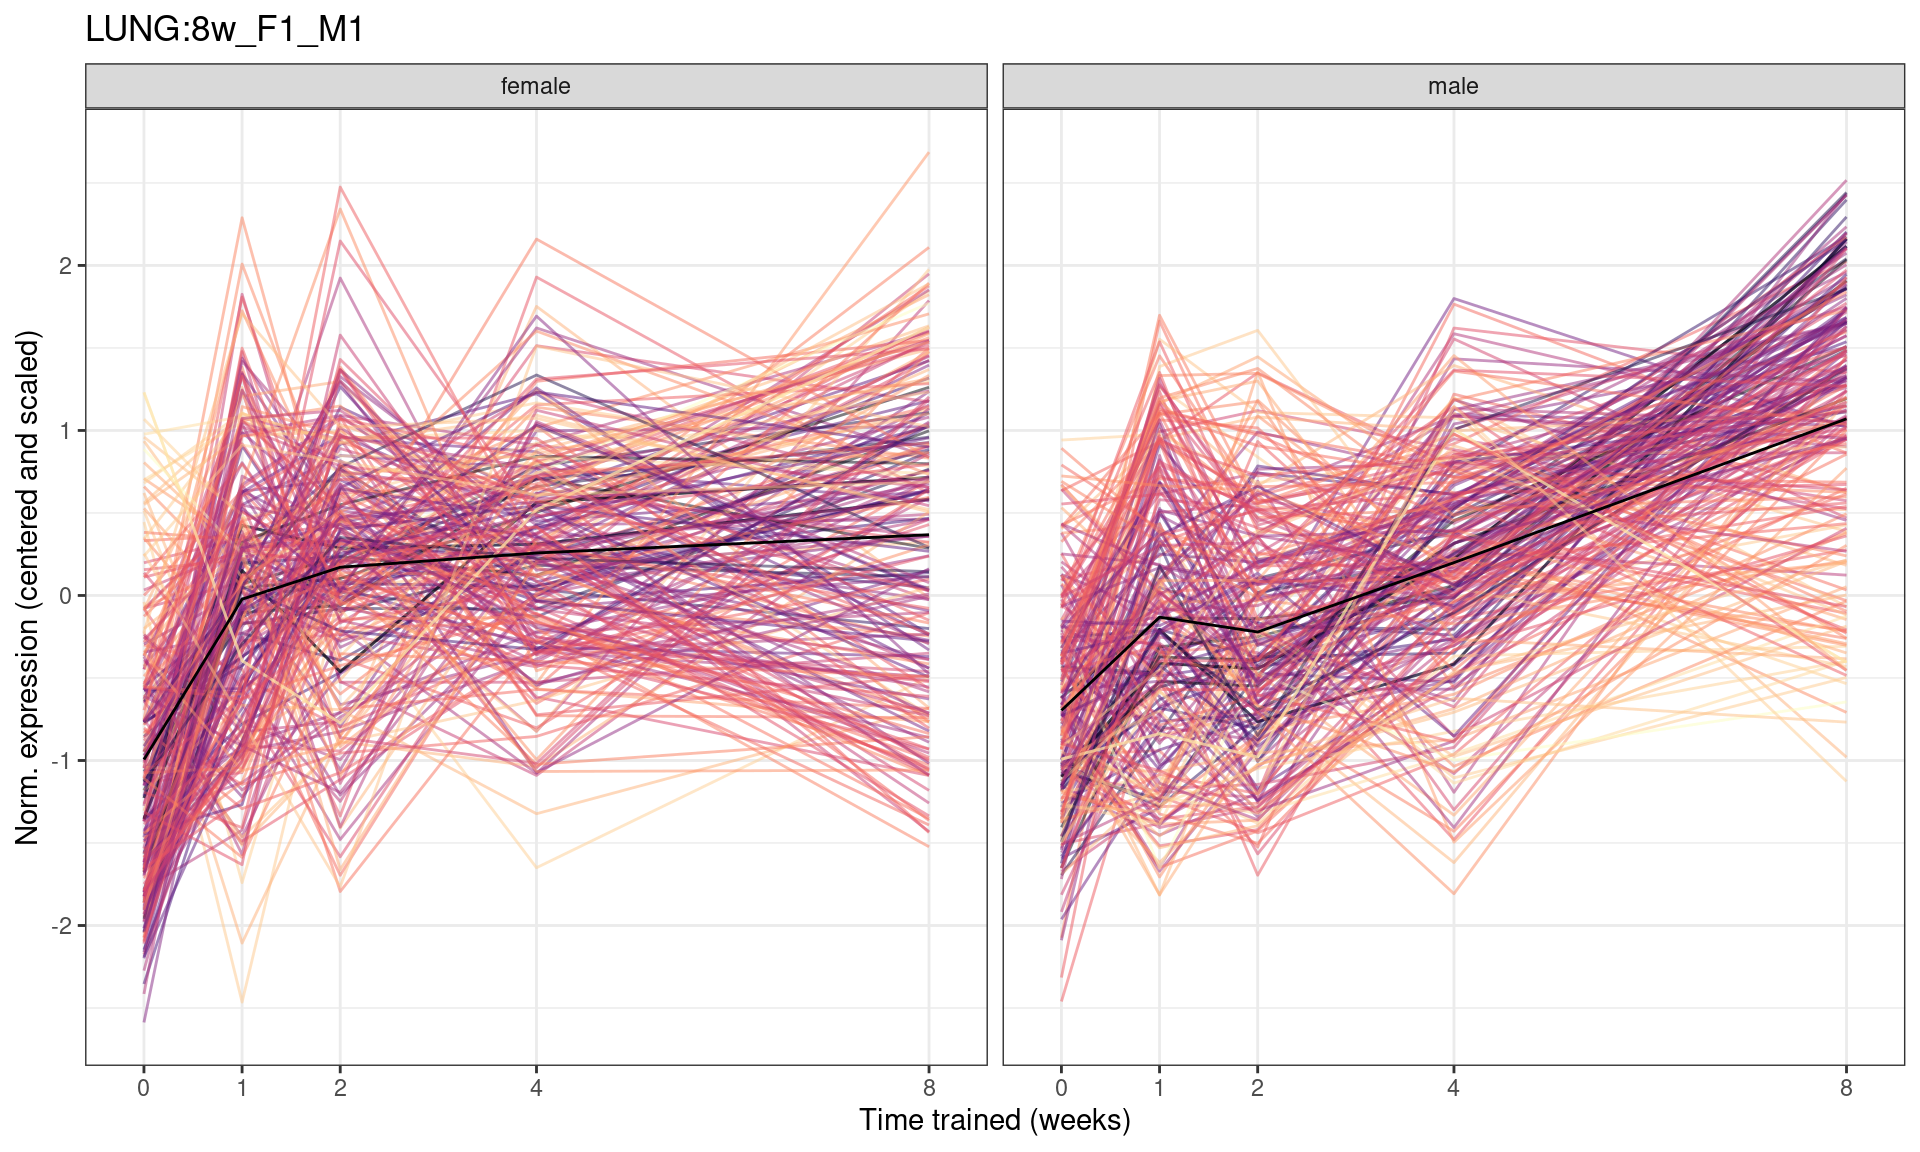 LUNG:8w_F1_M1
female
male
Norm. expression (centered and scaled)
2
1
0
-1
-2
0 1 2 4 8
0 1 2 4 8
Time trained (weeks)